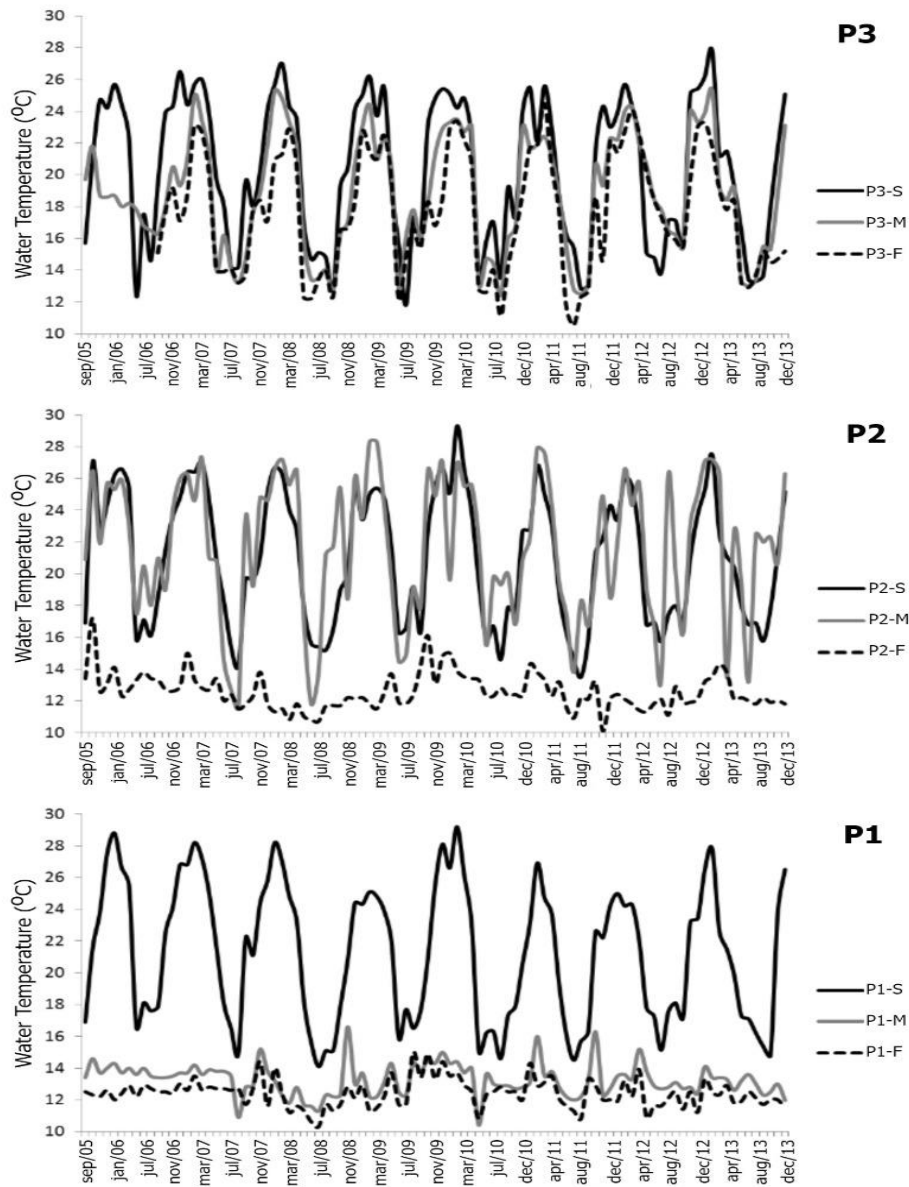 P3
Water Temperature (ºC)
28
26
24
22
20
18
16
14
12
10
P3-S
P3-M
P3-F
sep/05
jan/06
jul/06
nov/06
mar/07
jul/07
nov/07
mar/08
jul/08
nov/08
mar/09
jul/09
nov/09
mar/10
jul/10
dec/10
apr/11
aug/11
dec/11
apr/12
aug/12
dec/12
apr/13
aug/13
dec/13
P2
Water Temperature (ºC)
30
28
26
24
22
20
18
16
14
12
10
P2-S
P2-M
P2-F
sep/05
jan/06
jul/06
nov/06
mar/07
jul/07
nov/07
mar/08
jul/08
nov/08
mar/09
jul/09
nov/09
mar/10
jul/10
dec/10
apr/11
aug/11
dec/11
apr/12
aug/12
dec/12
apr/13
aug/13
dec/13
P1
Water Temperature (ºC)
30
28
26
24
22
20
18
16
14
12
10
P1-S
P1-M
P1-F
sep/05
jan/06
jul/06
nov/06
mar/07
jul/07
nov/07
mar/08
jul/08
nov/08
mar/09
jul/09
nov/09
mar/10
jul/10
dec/10
apr/11
aug/11
dec/11
apr/12
aug/12
dec/12
apr/13
aug/13
dec/13